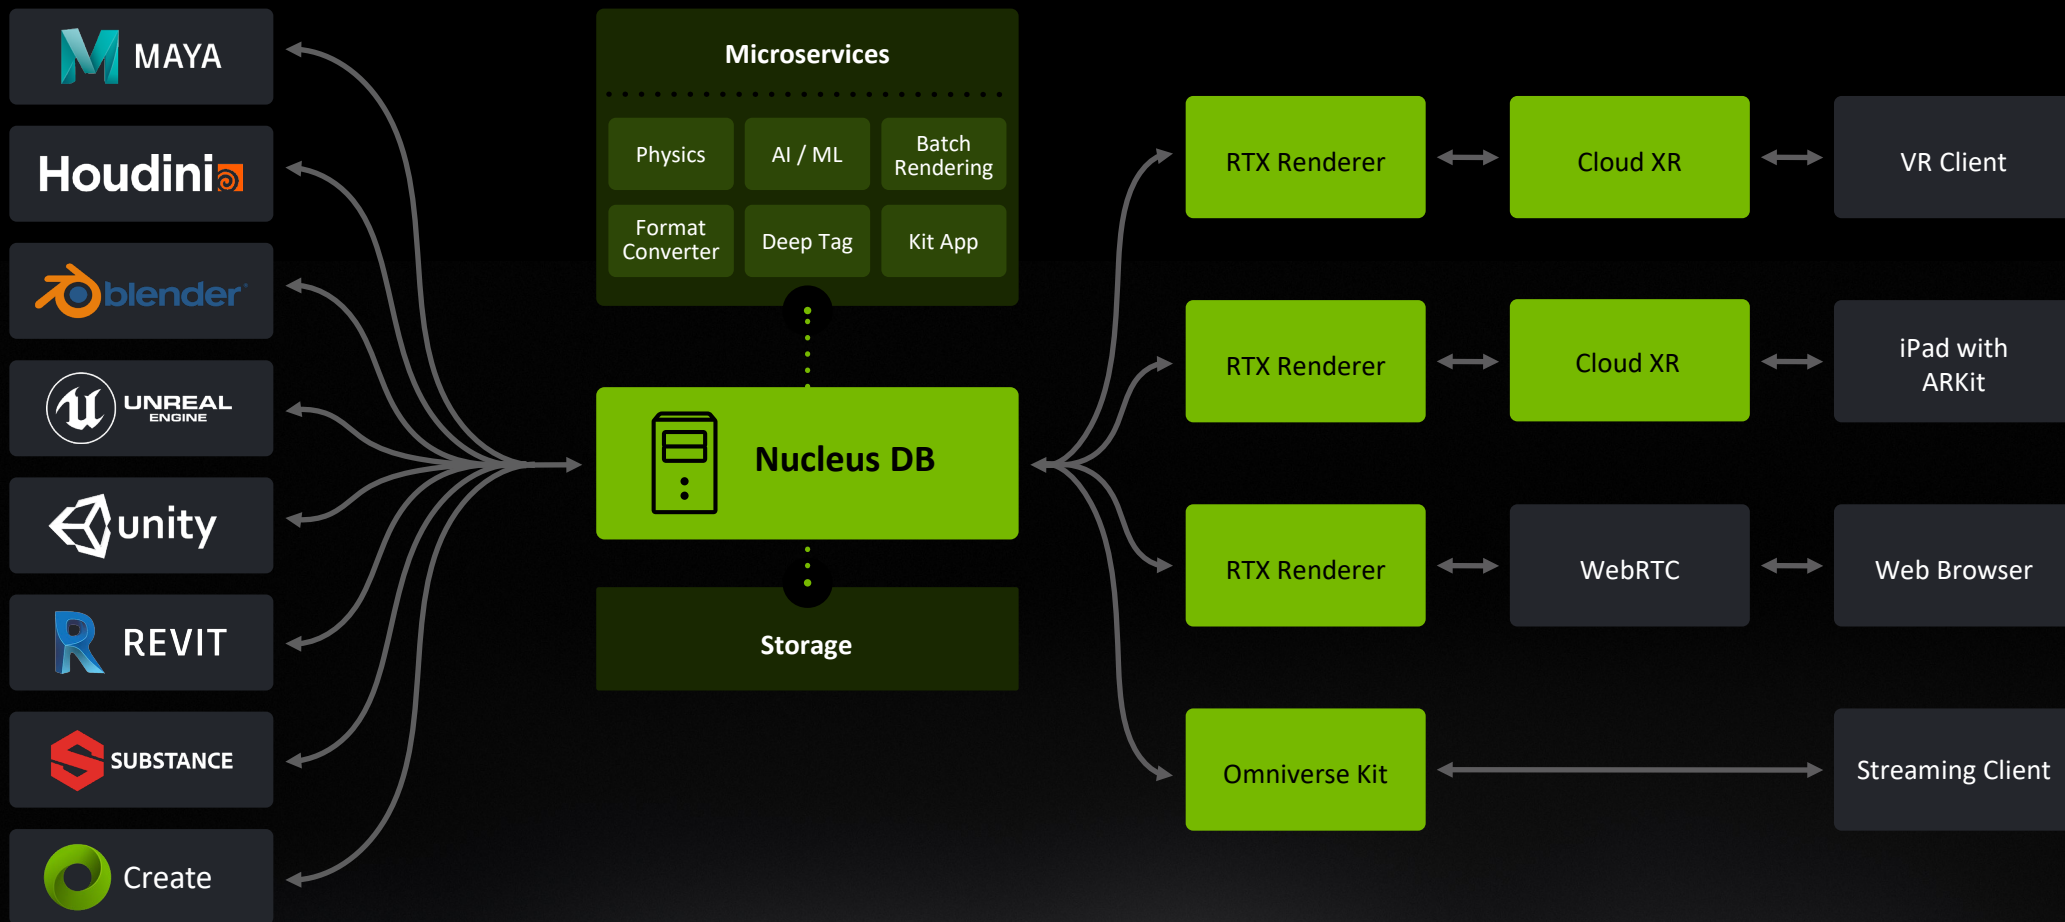 MAYA
Houdini
blender
UNREAL
ENGINE
unity
REVIT
SUBSTANCE
Create
Microservices
Physics
AI / ML
Batch
Rendering
Format
Converter
Deep Tag
Kit App
Nucleus DB
Storage
RTX Renderer
Cloud XR
VR Client
RTX Renderer
Cloud XR
iPad with
ARKit
RTX Renderer
WebRTC
Web Browser
Omniverse Kit
Streaming Client